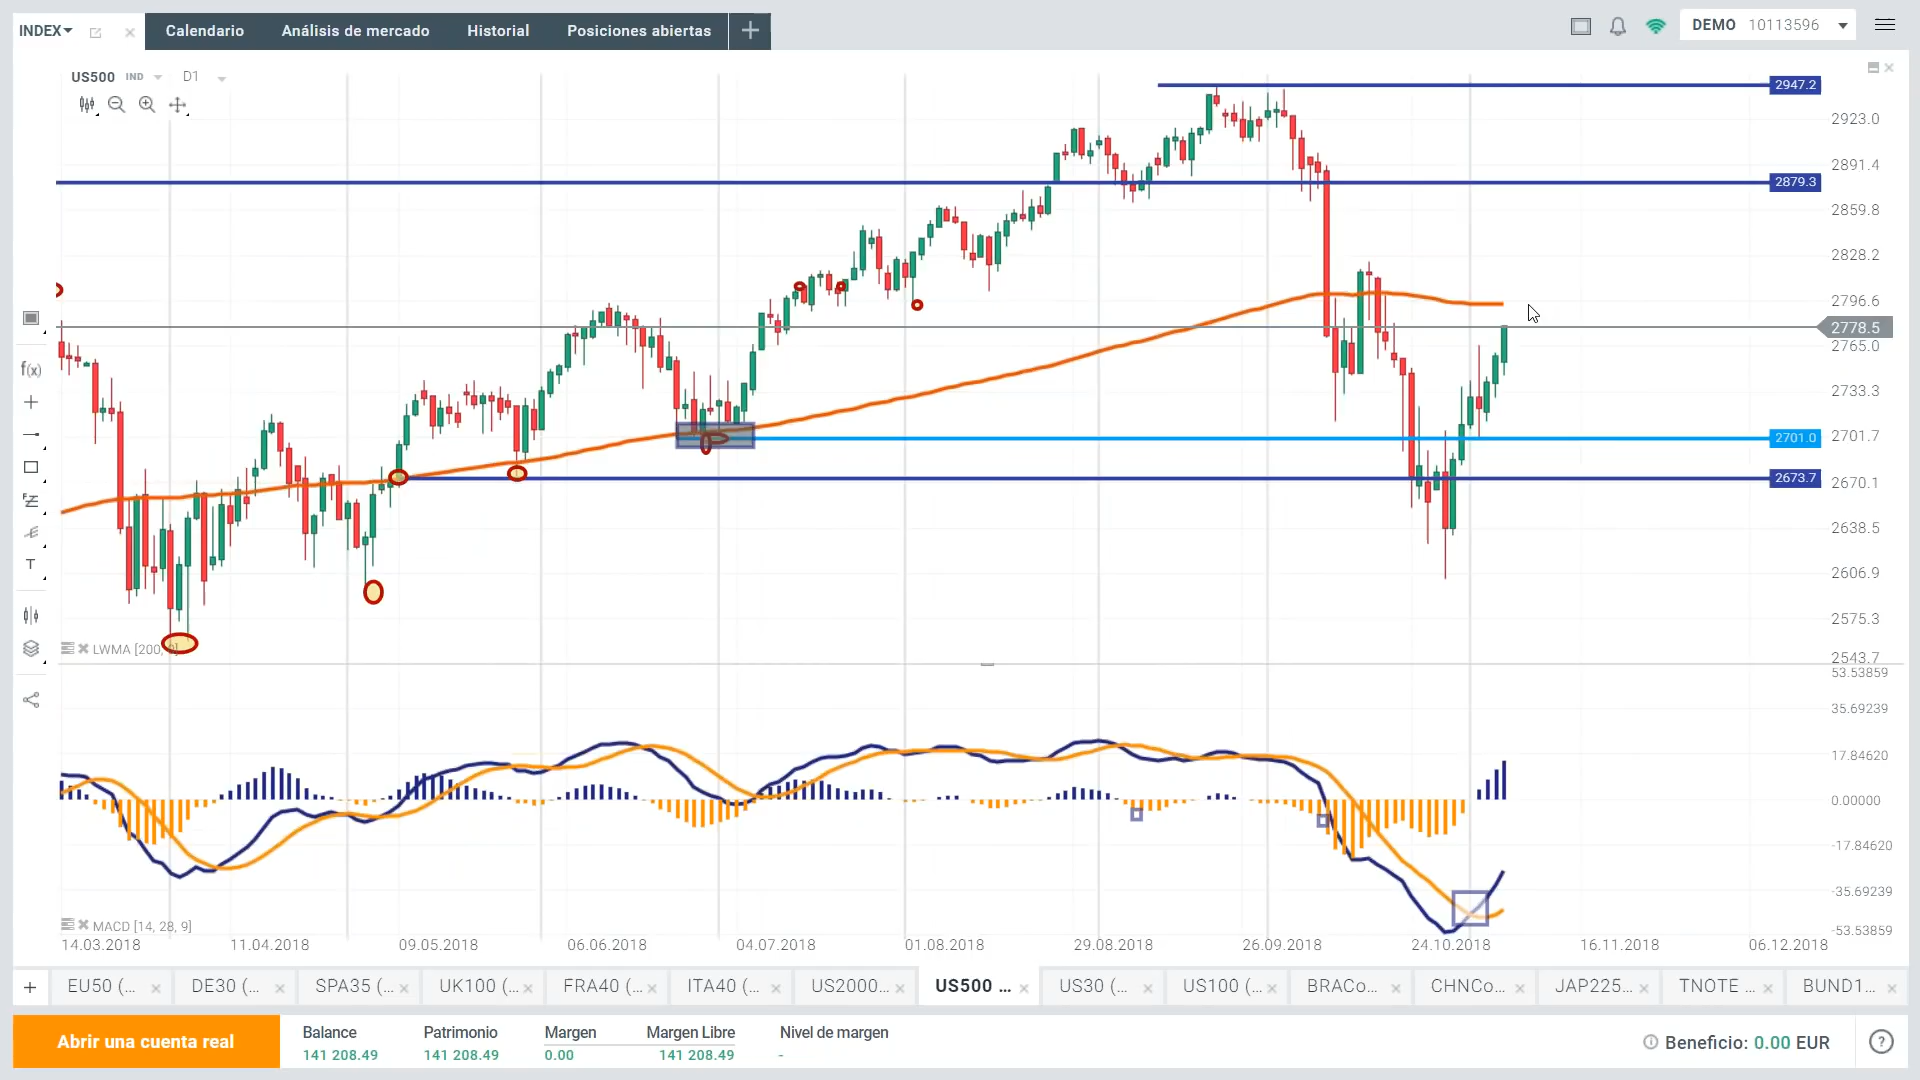 INDEX
Calendario
Análisis de mercado
Historial
Posiciones abiertas
DEMO 10113596
US500 IND D1
2947.2
2923.0
2891.4
2879.3
2859.8
2828.2
2796.6
2778.5
2765.0
2733.3
2701.7
2701.0
2673.7
2670.1
2638.5
2606.9
2575.3
2543.7
f(x)
T
LWMA [200,
53.53859
35.69239
17.84620
0.00000
-17.84620
-35.69239
-53.53859
MACD [14, 28, 9]
14.03.2018 11.04.2018 09.05.2018 06.06.2018 04.07.2018 01.08.2018 29.08.2018 26.09.2018 24.10.2018 16.11.2018 06.12.2018
EU50 (... DE30 (... SPA35 (... UK100 (... FRA40 (... ITA40 (... US2000... US500 ... US30 (... US100 (... BRACo... CHNCo... JAP225... TNOTE ... BUND1...
Abrir una cuenta real
Balance Patrimonio Margen Margen Libre Nivel de margen
141 208.49 141 208.49 0.00 141 208.49 -
Beneficio: 0.00 EUR